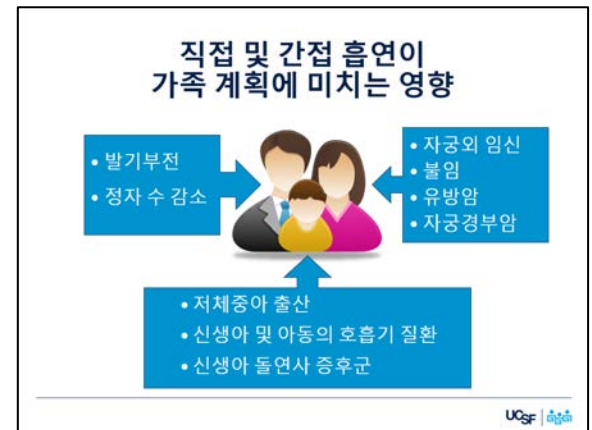 직접 및 간접 흡연이
가족 계획에 미치는 영향
• 발기부전
• 정자 수 감소
• 자궁외 임신
• 불임
• 유방암
• 자궁경부암
• 저체중아 출산
• 신생아 및 아동의 호흡기 질환
• 신생아 돌연사 증후군
UCSF